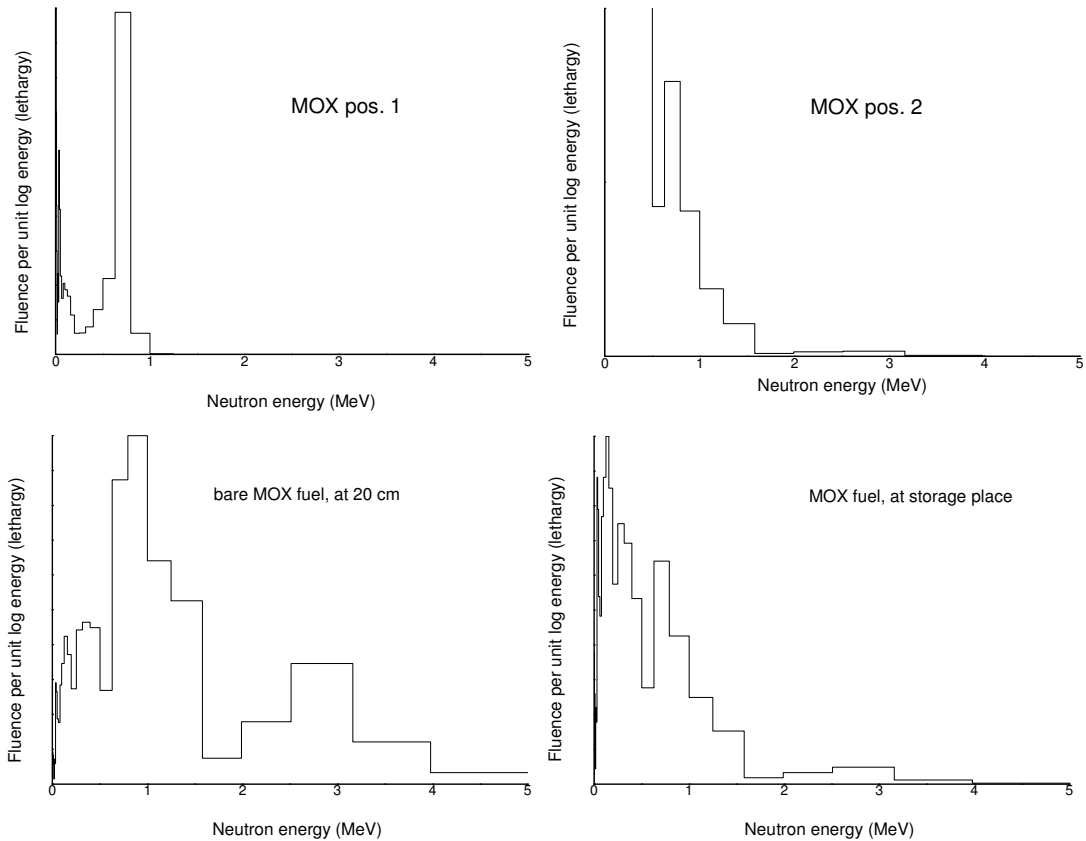 MOX pos. 1
Fluence per unit log energy (lethargy)
0 1 2 3 4 5
Neutron energy (MeV)
MOX pos. 2
Fluence per unit log energy (lethargy)
0 1 2 3 4 5
Neutron energy (MeV)
bare MOX fuel, at 20 cm
Fluence per unit log energy (lethargy)
0 1 2 3 4 5
Neutron energy (MeV)
MOX fuel, at storage place
Fluence per unit log energy (lethargy)
0 1 2 3 4 5
Neutron energy (MeV)